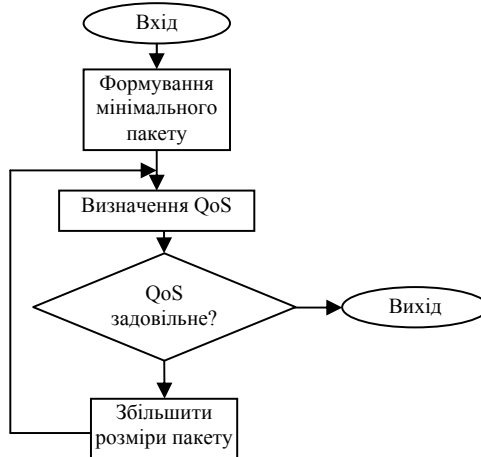 Вхід
Формування
мінімального
пакету
Визначення QoS
QoS
задовільне?
Вихід
Збільшити
розміри пакету